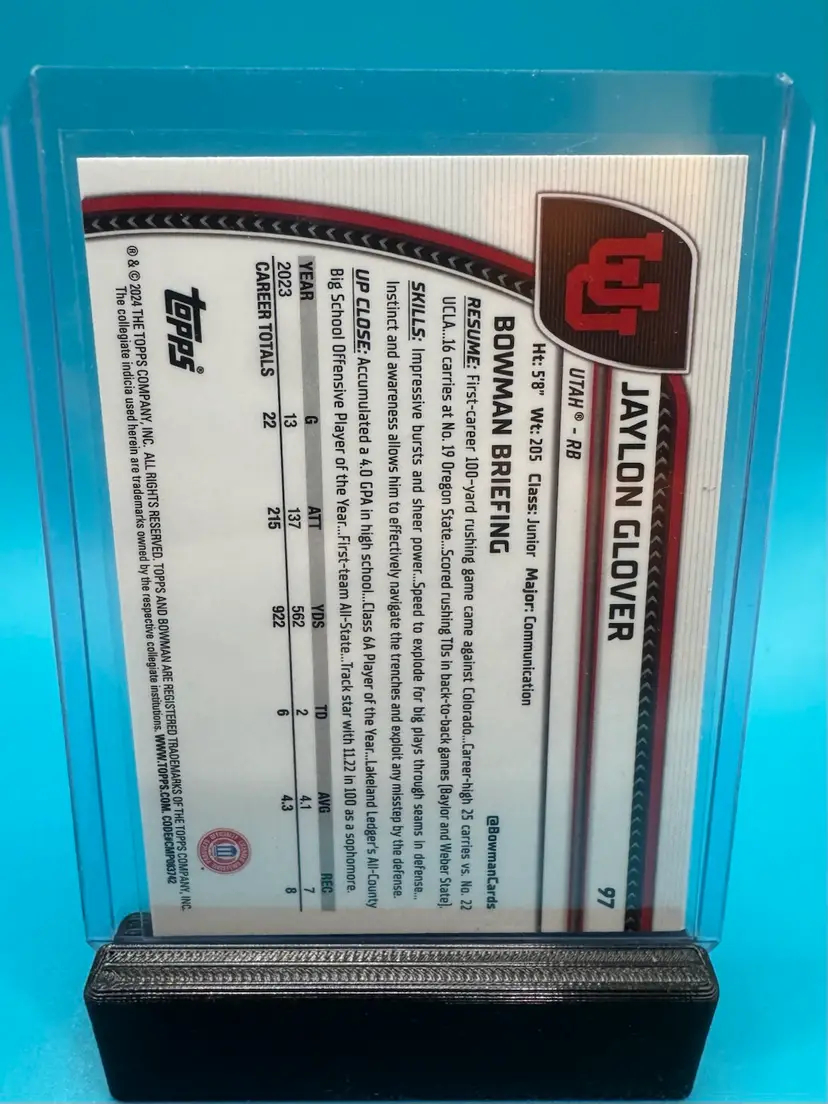 JAYLON GLOVER
97
UTAH® - RB
Ht: 5'8" Wt: 205 Class: Junior Major: Communication
BOWMAN BRIEFING
@BowmanCards
RESUME: First-career 100-yard rushing game came against Colorado...Career-high 25 carries vs. No. 22
UCLA...16 carries at No. 19 Oregon State...Scored rushing TDs in back-to-back games (Baylor and Weber State).
SKILLS: Impressive bursts and sheer power...Speed to explode for big plays through seams in defense...
Instinct and awareness allows him to effectively navigate the trenches and exploit any misstep by the defense.
UP CLOSE: Accumulated a 4.0 GPA in high school...Class 6A Player of the Year...Lakeland Ledger's All-County
Big School Offensive Player of the Year...First-team All-State...Track star with 11.22 in 100 as a sophomore.
YEAR G ATT YDS TD AVG REC
2023 13 137 562 2 4.1 7
CAREER TOTALS 22 215 922 6 4.3 8
topps®
® & © 2024 THE TOPPS COMPANY, INC. ALL RIGHTS RESERVED. TOPPS AND BOWMAN ARE REGISTERED TRADEMARKS OF THE TOPPS COMPANY, INC.
The collegiate indicia used herein are trademarks owned by the respective collegiate institutions. WWW.TOPPS.COM. CODE#CMP083742